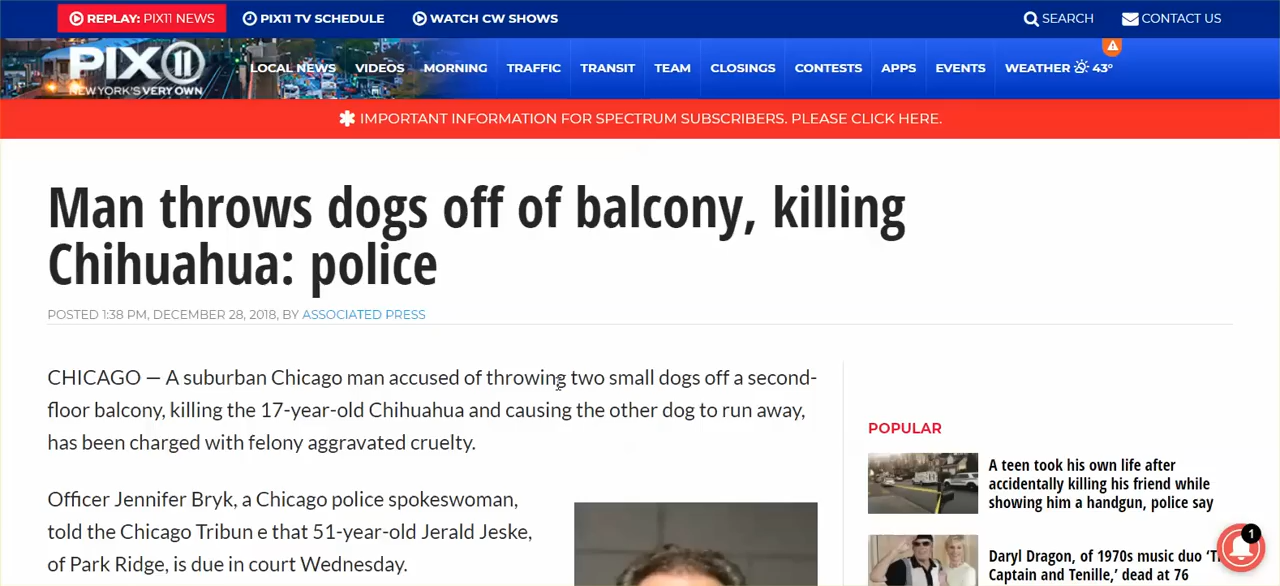 REPLAY: PIX11 NEWS PIX11 TV SCHEDULE WATCH CW SHOWS SEARCH CONTACT US
PIX 11
NEW YORK'S VERY OWN
LOCAL NEWS VIDEOS MORNING TRAFFIC TRANSIT TEAM CLOSINGS CONTESTS APPS EVENTS WEATHER 43°
IMPORTANT INFORMATION FOR SPECTRUM SUBSCRIBERS. PLEASE CLICK HERE.
Man throws dogs off of balcony, killing
Chihuahua: police
POSTED 1:38 PM, DECEMBER 28, 2018, BY ASSOCIATED PRESS
CHICAGO — A suburban Chicago man accused of throwing two small dogs off a second-
floor balcony, killing the 17-year-old Chihuahua and causing the other dog to run away,
has been charged with felony aggravated cruelty.
Officer Jennifer Bryk, a Chicago police spokeswoman,
told the Chicago Tribun e that 51-year-old Jerald Jeske,
of Park Ridge, is due in court Wednesday.
POPULAR
A teen took his own life after
accidentally killing his friend while
showing him a handgun, police say
1
Daryl Dragon, of 1970s music duo
Captain and Tenille,' dead at 76